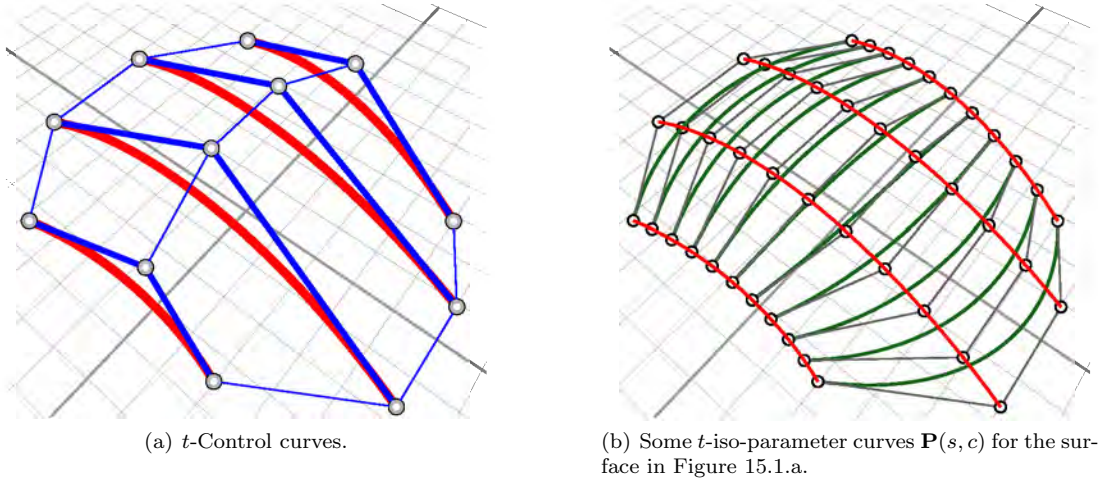 (a) t-Control curves.
(b) Some t-iso-parameter curves P(s, c) for the sur-
face in Figure 15.1.a.